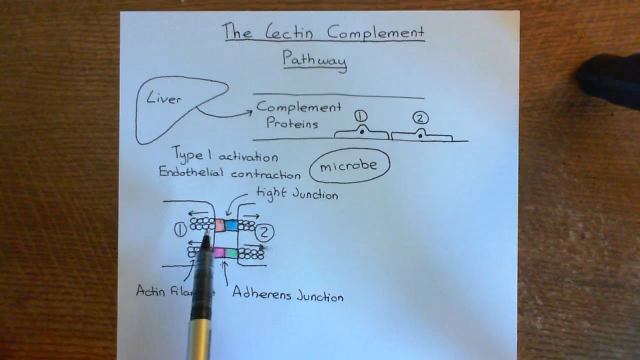 The Lectin Complement
Pathway
Liver
Complement
Proteins
1
2
Type 1 activation
Endothelial contraction
microbe
tight Junction
1
2
Actin
Adherens Junction